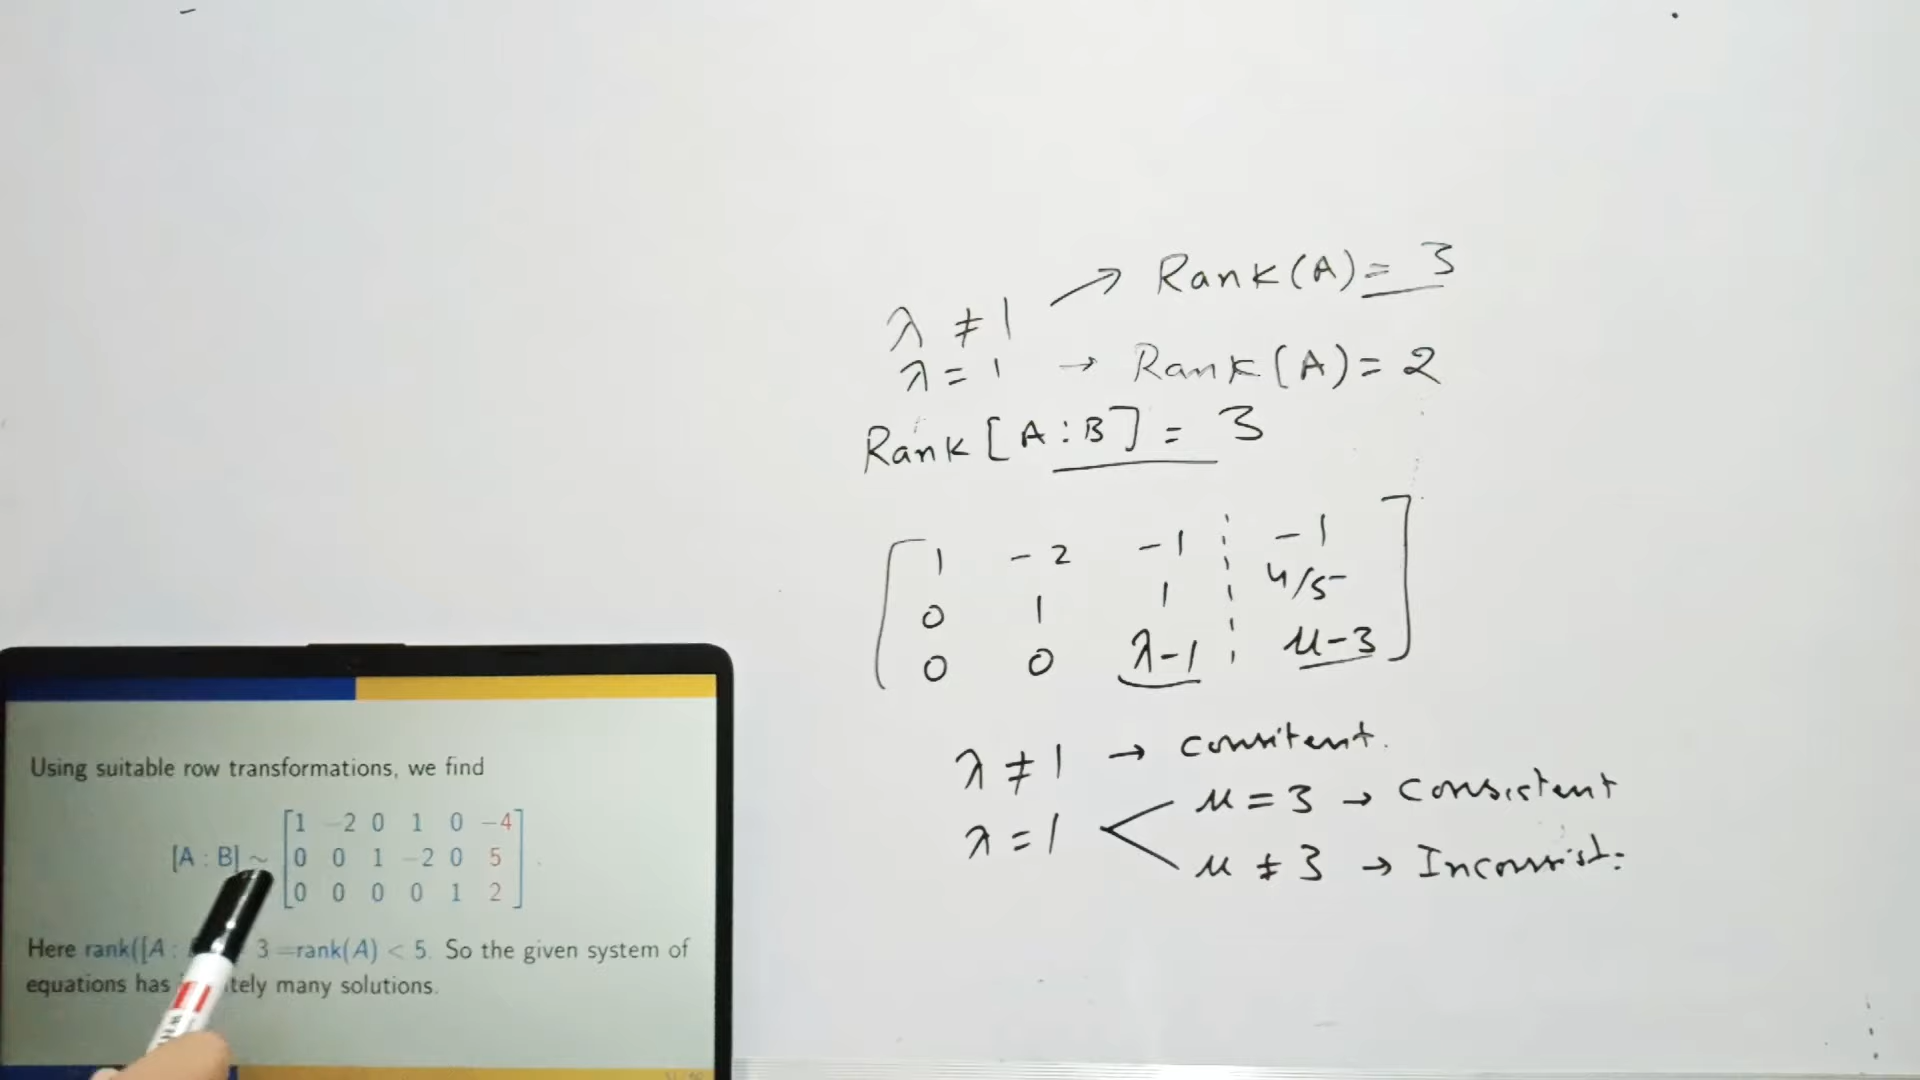 λ ≠ 1 → Rank(A) = 3
λ = 1 → Rank(A) = 2
Rank [A : B] = 3
1 -2 -1 -1
0 1 1 4/5
0 0 λ-1 μ-3
λ ≠ 1 → consitent.
λ = 1
μ = 3 → Consistent
μ ≠ 3 → Inconsist.
Using suitable row transformations, we find
[A : B] ~
1 -2 0 1 0 -4
0 0 1 -2 0 5
0 0 0 0 1 2
Here rank([A : 3 =rank(A) < 5. So the given system of
equations has many solutions.